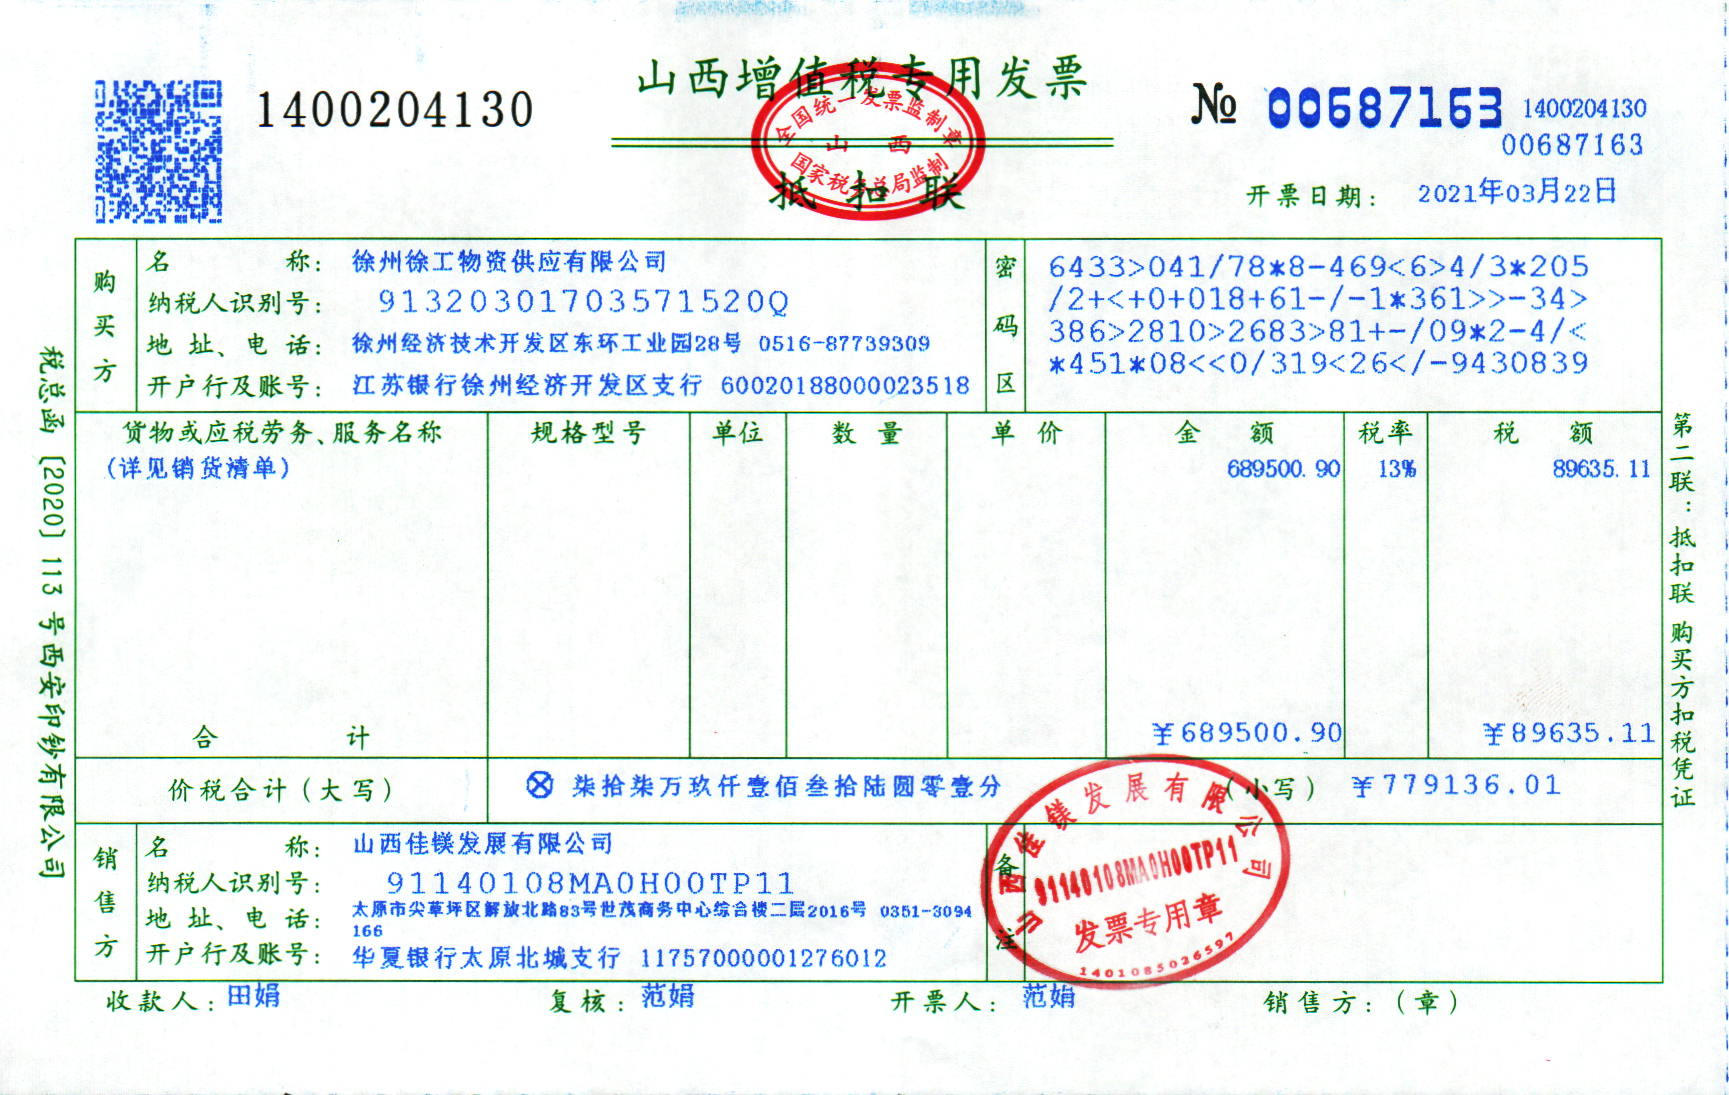 山西增值税专用发票
1400204130
全国统一发票监制章
山 西
国家税务总局监制
抵 扣 联
№ 00687163
1400204130
00687163
开票日期: 2021年03月22日
购买方
名 称: 徐州徐工物资供应有限公司
纳税人识别号: 91320301703571520Q
地 址、电 话: 徐州经济技术开发区东环工业园28号 0516-87739309
开户行及账号: 江苏银行徐州经济开发区支行 60020188000023518
密码区
6433>041/78*8-469<6>4/3*205
/2+<+0+018+61-/-1*361>>-34>
386>2810>2683>81+-/09*2-4/<
*451*08<<0/319<26</-9430839
货物或应税劳务、服务名称 规格型号 单位 数 量 单 价 金 额 税率 税 额
(详见销货清单) 689500.90 13% 89635.11
合 计 ¥689500.90 ¥89635.11
价税合计(大写) ⊗柒拾柒万玖仟壹佰叁拾陆圆零壹分 (小写) ¥779136.01
销售方
名 称: 山西佳镁发展有限公司
纳税人识别号: 91140108MA0H00TP11
地 址、电 话: 太原市尖草坪区解放北路83号世茂商务中心综合楼二层2016号 0351-3094
166
开户行及账号: 华夏银行太原北城支行 11757000001276012
备注
山西佳镁发展有限公司
91140108MA0H00TP11
发票专用章
1401085026597
收款人: 田娟 复核: 范娟 开票人: 范娟 销售方:(章)
税总函〔2020〕113号西安印钞有限公司
第二联:抵扣联 购买方扣税凭证